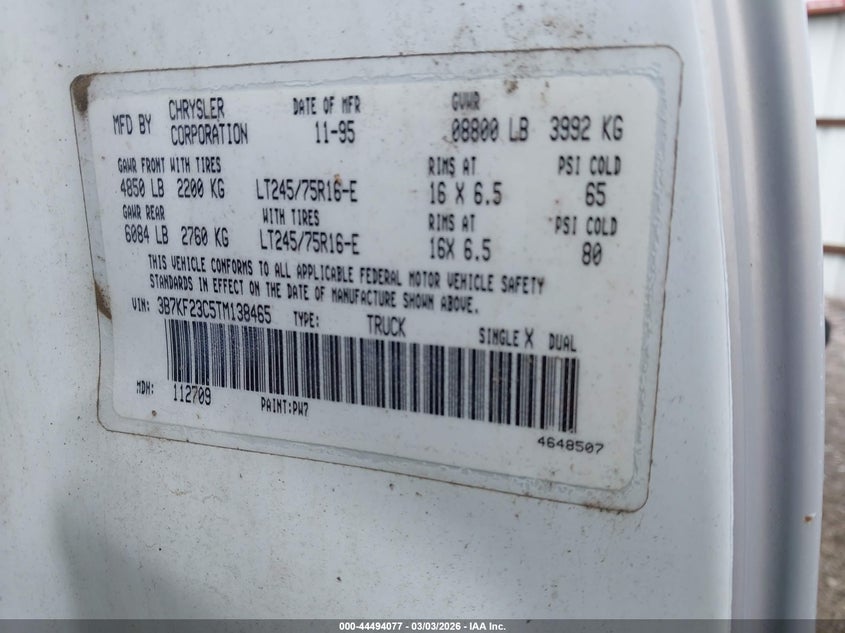 MFD BY CHRYSLER CORPORATION DATE OF MFR 11-95 GVWR 08800 LB 3992 KG
GAWR FRONT WITH TIRES RIMS AT PSI COLD
4850 LB 2200 KG LT245/75R16-E 16 X 6.5 65
GAWR REAR WITH TIRES RIMS AT PSI COLD
6084 LB 2760 KG LT245/75R16-E 16X 6.5 80
THIS VEHICLE CONFORMS TO ALL APPLICABLE FEDERAL MOTOR VEHICLE SAFETY
STANDARDS IN EFFECT ON THE DATE OF MANUFACTURE SHOWN ABOVE.
VIN: 3B7KF23C5TM138465 TYPE: TRUCK SINGLE X DUAL
MDH: 112709 PAINT:PW7
4648507
000-44494077 - 03/03/2026 - IAA Inc.